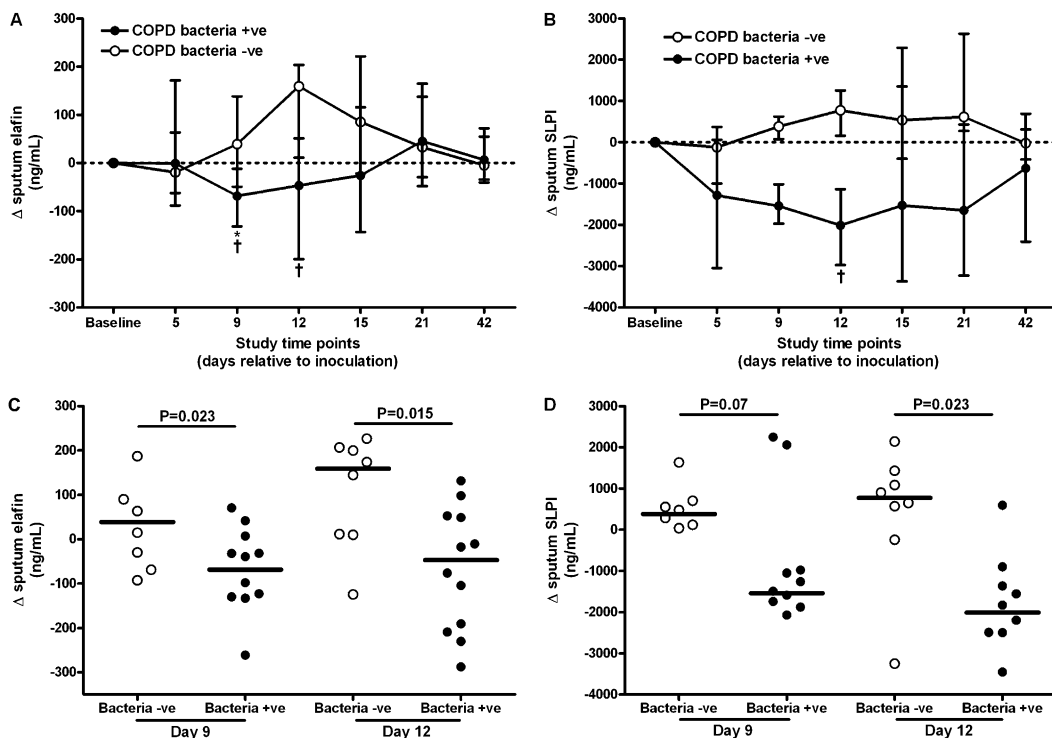 A
COPD bacteria +ve
COPD bacteria -ve
Δ sputum elafin
(ng/mL)
300
200
100
0
-100
-200
-300
*
†
†
Baseline 5 9 12 15 21 42
Study time points
(days relative to inoculation)
B
COPD bacteria -ve
COPD bacteria +ve
Δ sputum SLPI
(ng/mL)
3000
2000
1000
0
-1000
-2000
-3000
-4000
†
Baseline 5 9 12 15 21 42
Study time points
(days relative to inoculation)
C
P=0.023 P=0.015
Δ sputum elafin
(ng/mL)
300
200
100
0
-100
-200
-300
Bacteria -ve Bacteria +ve Bacteria -ve Bacteria +ve
Day 9 Day 12
D
P=0.07 P=0.023
Δ sputum SLPI
(ng/mL)
3000
2000
1000
0
-1000
-2000
-3000
-4000
Bacteria -ve Bacteria +ve Bacteria -ve Bacteria +ve
Day 9 Day 12